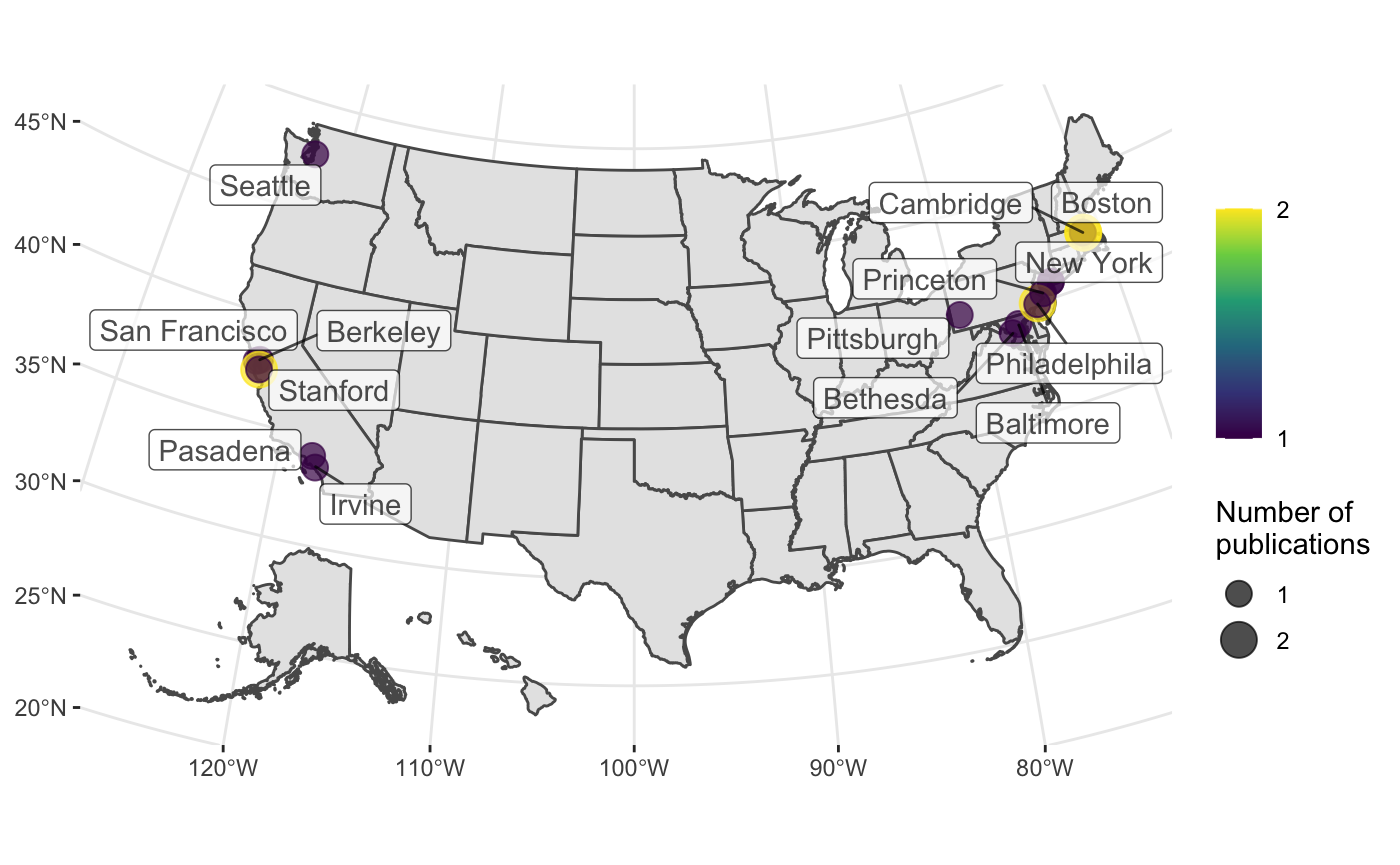 45°N
40°N
35°N
30°N
25°N
20°N
Seattle
San Francisco
Berkeley
Stanford
Pasadena
Irvine
Cambridge
Boston
New York
Princeton
Pittsburgh
Philadelphila
Bethesda
Baltimore
120°W
110°W
100°W
90°W
80°W
2
1
Number of
publications
1
2